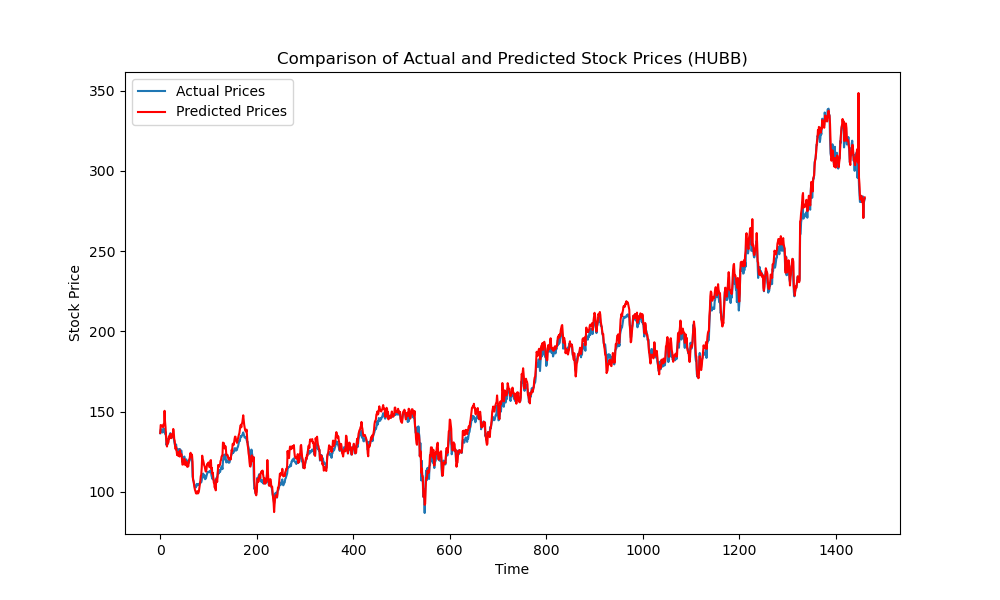 Comparison of Actual and Predicted Stock Prices (HUBB)
Actual Prices
Predicted Prices
350
300
250
200
150
100
Stock Price
0 200 400 600 800 1000 1200 1400
Time